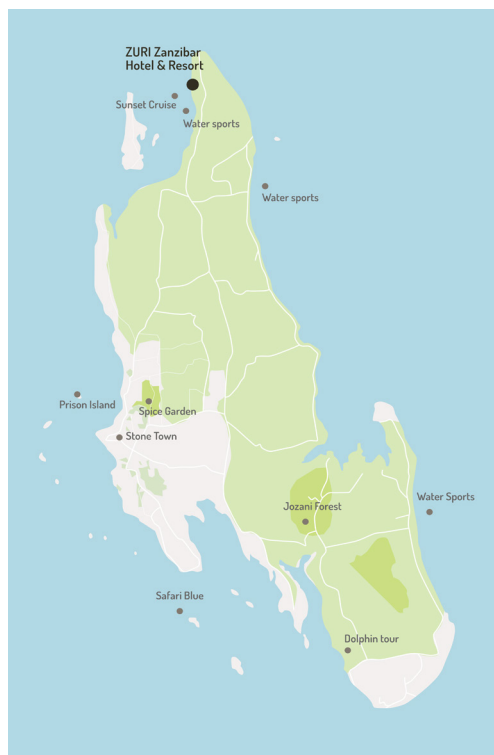 ZURI Zanzibar
Hotel & Resort
Sunset Cruise
Water sports
Water sports
Prison Island
Spice Garden
Stone Town
Jozani Forest
Water Sports
Safari Blue
Dolphin tour